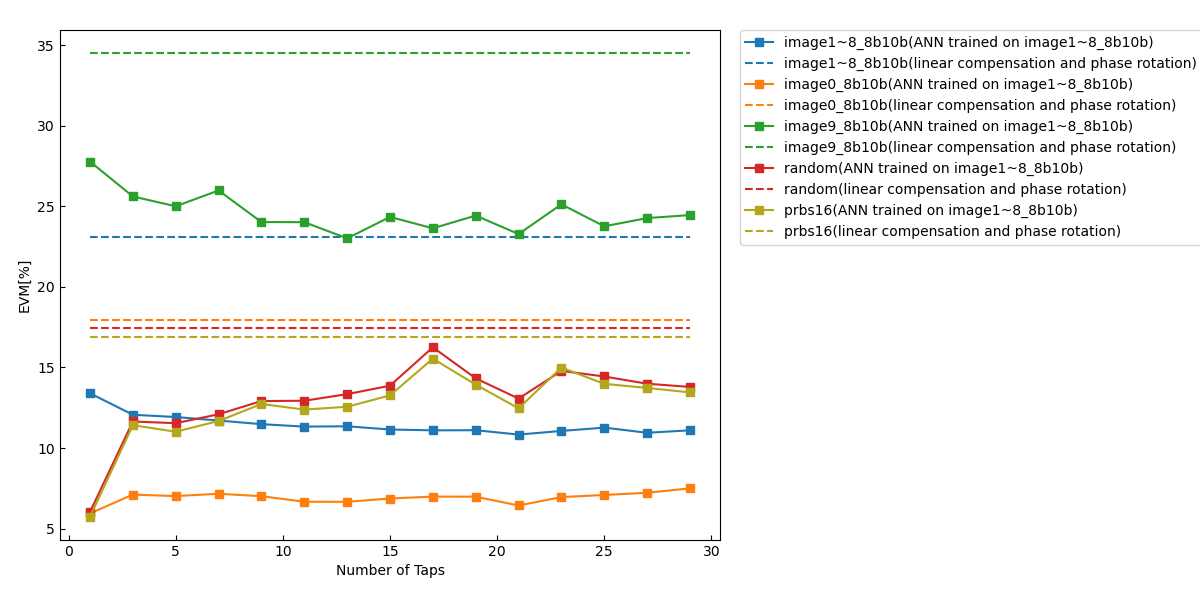 35
30
25
20
15
10
5
EVM[%]
0
5
10
15
20
25
30
Number of Taps
image1~8_8b10b(ANN trained on image1~8_8b10b)
image1~8_8b10b(linear compensation and phase rotation)
image0_8b10b(ANN trained on image1~8_8b10b)
image0_8b10b(linear compensation and phase rotation)
image9_8b10b(ANN trained on image1~8_8b10b)
image9_8b10b(linear compensation and phase rotation)
random(ANN trained on image1~8_8b10b)
random(linear compensation and phase rotation)
prbs16(ANN trained on image1~8_8b10b)
prbs16(linear compensation and phase rotation)